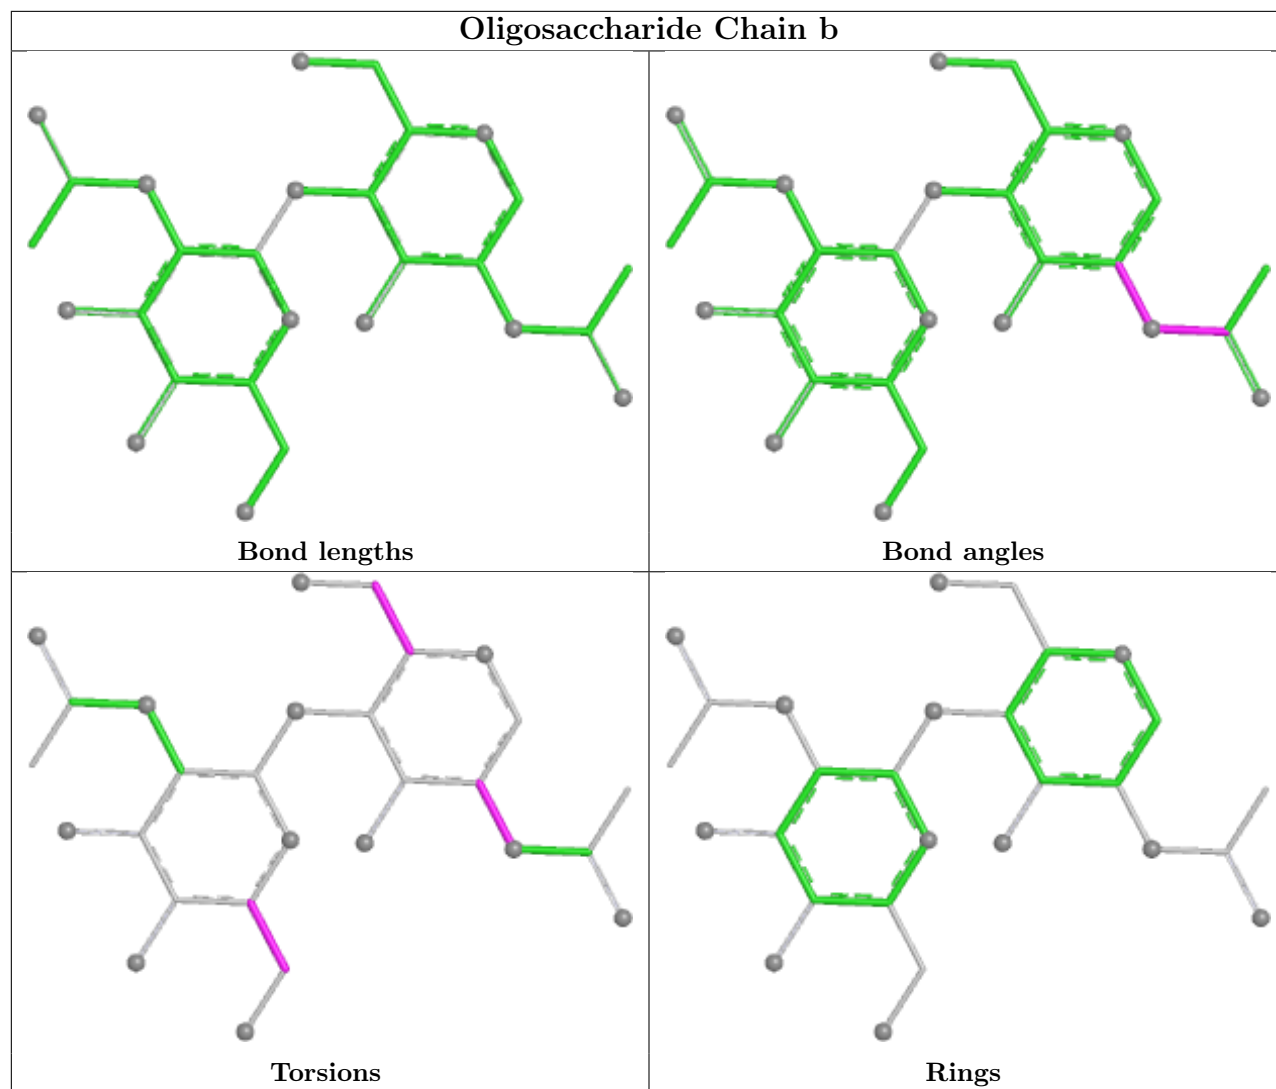 Oligosaccharide Chain b
Bond lengths
Bond angles
Torsions
Rings